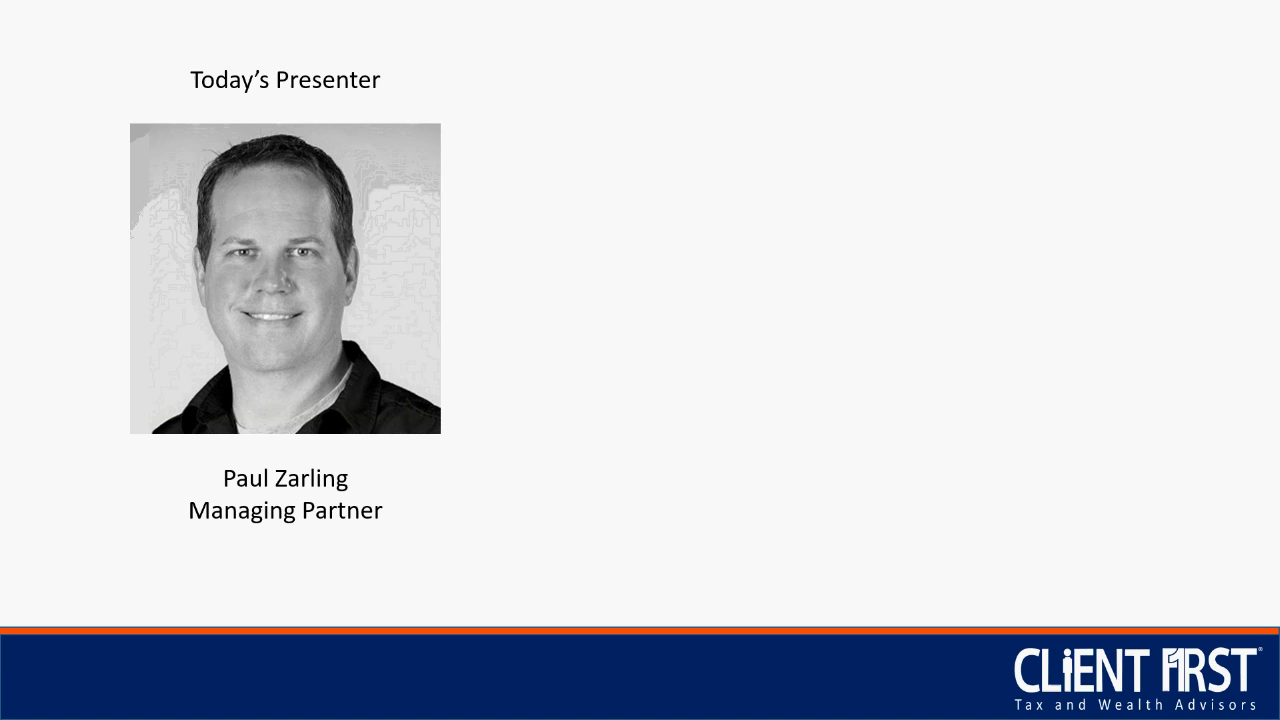 Today’s Presenter
Paul Zarling
Managing Partner
CLiENT FIRST®
Tax and Wealth Advisors